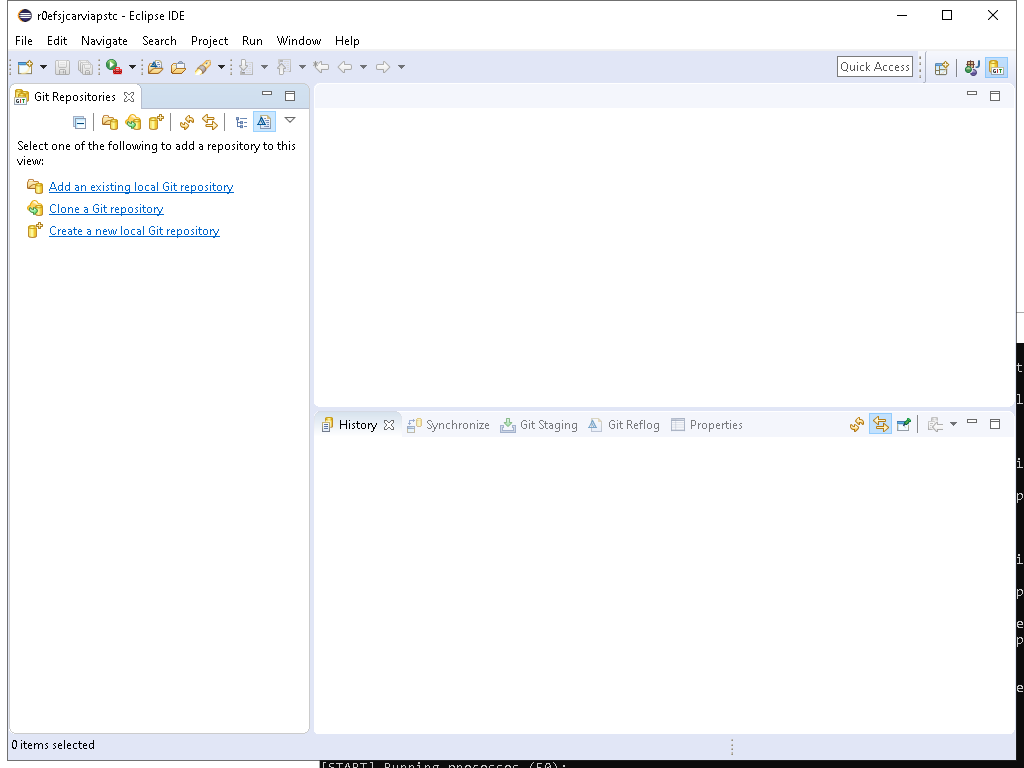 r0efsjcarviapstc - Eclipse IDE
File Edit Navigate Search Project Run Window Help
Quick Access
Git Repositories
Select one of the following to add a repository to this
view:
Add an existing local Git repository
Clone a Git repository
Create a new local Git repository
History Synchronize Git Staging Git Reflog Properties
0 items selected
[START] Running processes (50):